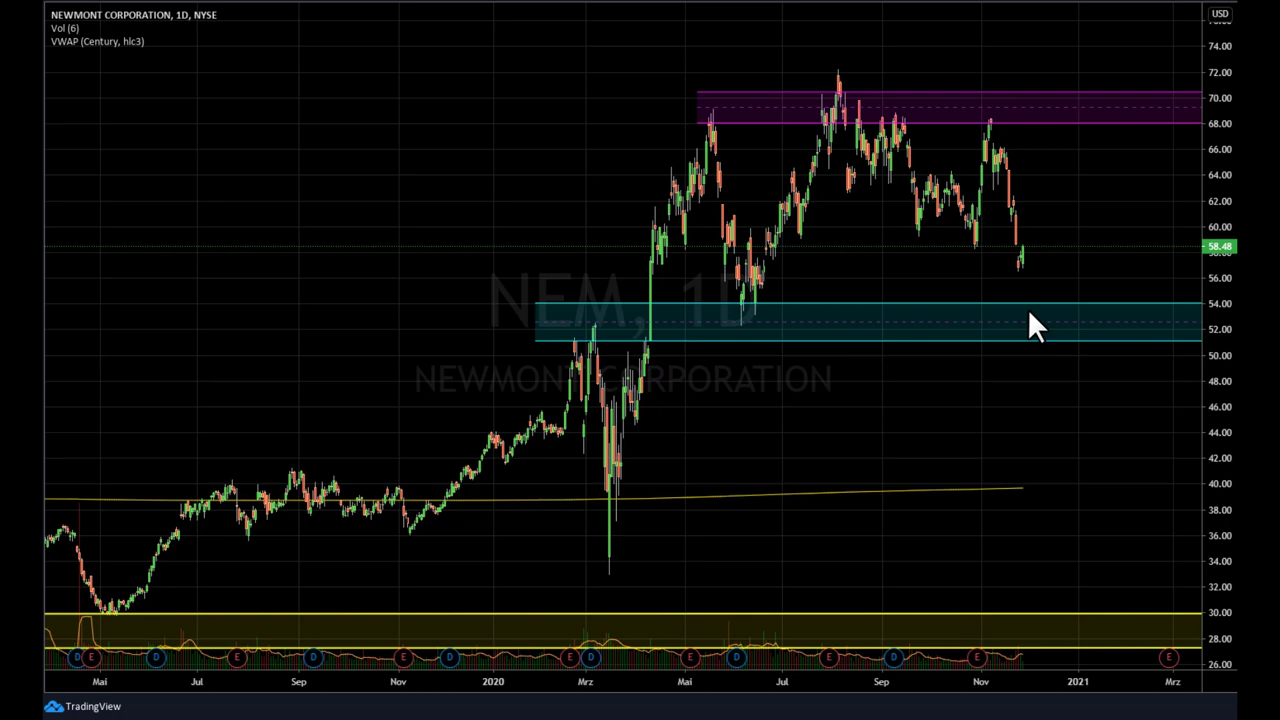 NEWMONT CORPORATION, 1D, NYSE
Vol (6)
VWAP (Century, hlc3)
USD
74.00
72.00
70.00
68.00
66.00
64.00
62.00
60.00
58.48
58.00
56.00
54.00
52.00
50.00
48.00
46.00
44.00
42.00
40.00
38.00
36.00
34.00
32.00
30.00
28.00
26.00
NEM, 1D
NEWMONT CORPORATION
D E D E D E D E D E D E D E E
Mai Jul Sep Nov 2020 Mrz Mai Jul Sep Nov 2021 Mrz
TradingView